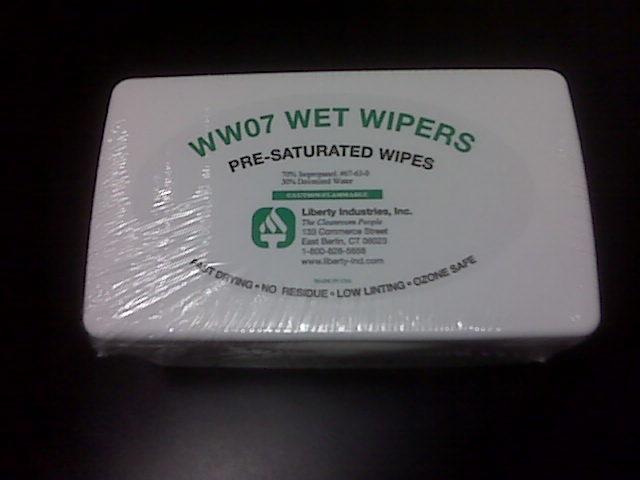 WW07 WET WIPERS
PRE-SATURATED WIPES
70% Isopropanol #67-63-0
30% Deionized Water
CAUTION-FLAMMABLE
Liberty Industries, Inc.
The Cleanroom People
133 Commerce Street
East Berlin, CT 06023
1-800-828-5656
www.liberty-ind.com
MADE IN USA
FAST DRYING • NO RESIDUE • LOW LINTING • OZONE SAFE